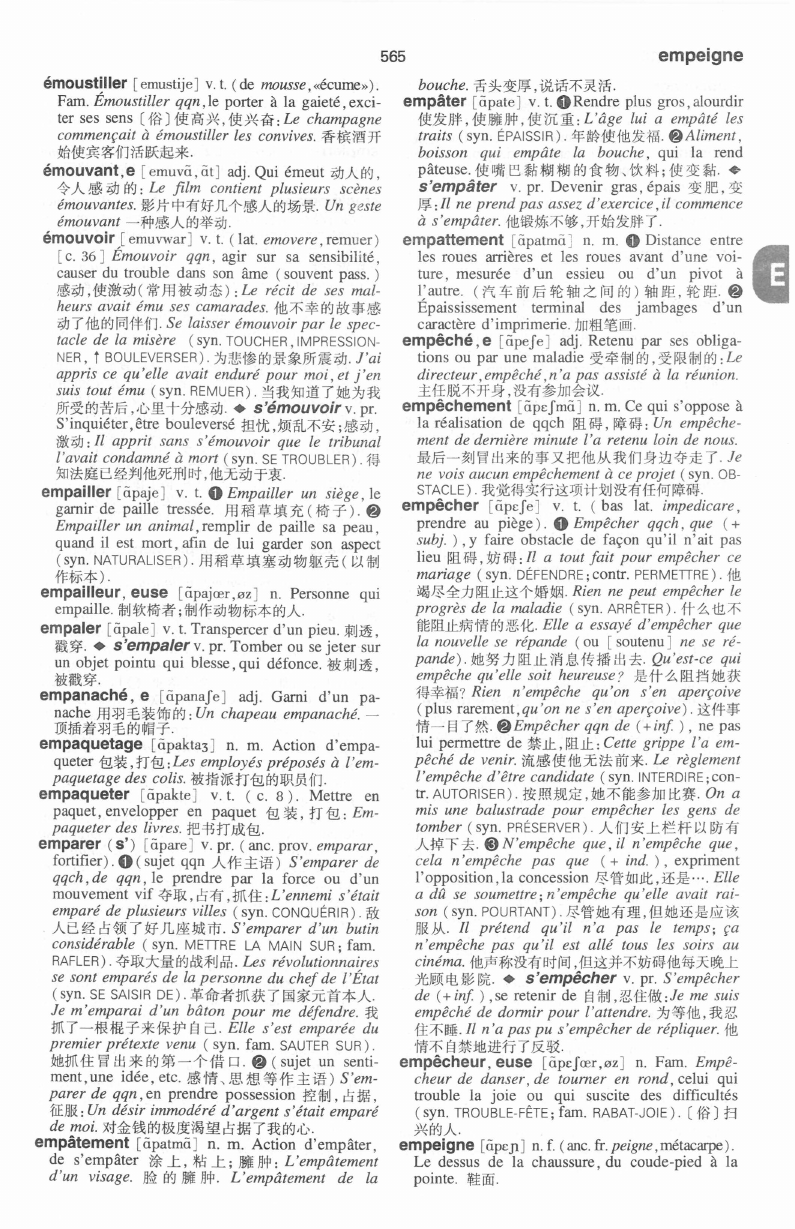 565
empeigne
émoustiller [emustije] v. t. (de mousse, «écume»).
Fam. Émoustiller qqn, le porter à la gaieté, exci-
ter ses sens [俗] 使高兴,使兴奋: Le champagne
commençait à émoustiller les convives. 香槟酒开
始使宾客们活跃起来.
émouvant, e [emuvɑ̃, ɑ̃t] adj. Qui émeut 动人的,
令人感动的: Le film contient plusieurs scènes
émouvantes. 影片中有好几个感人的场景. Un geste
émouvant 一种感人的举动.
émouvoir [emuvwar] v. t. (lat. emovere, remuer)
[c. 36] Émouvoir qqn, agir sur sa sensibilité,
causer du trouble dans son âme (souvent pass.)
感动,使激动(常用被动态): Le récit de ses mal-
heurs avait ému ses camarades. 他不幸的故事感
动了他的同伴们. Se laisser émouvoir par le spec-
tacle de la misère (syn. TOUCHER, IMPRESSION-
NER, ↑ BOULEVERSER). 为悲惨的景象所震动. J'ai
appris ce qu'elle avait enduré pour moi, et j'en
suis tout ému (syn. REMUER). 当我知道了她为我
所受的苦后,心里十分感动. ◆ s'émouvoir v. pr.
S'inquiéter, être bouleversé 担忧,烦乱不安;感动,
激动: Il apprit sans s'émouvoir que le tribunal
l'avait condamné à mort (syn. SE TROUBLER). 得
知法庭已经判他死刑时,他无动于衷.
empailler [ɑ̃paje] v. t. ❶ Empailler un siège, le
garnir de paille tressée. 用稻草填充(椅子). ❷
Empailler un animal, remplir de paille sa peau,
quand il est mort, afin de lui garder son aspect
(syn. NATURALISER). 用稻草填塞动物躯壳(以制
作标本).
empailleur, euse [ɑ̃pajœr, øz] n. Personne qui
empaille. 制软椅者;制作动物标本的人.
empaler [ɑ̃pale] v. t. Transpercer d'un pieu. 刺透,
戳穿. ◆ s'empaler v. pr. Tomber ou se jeter sur
un objet pointu qui blesse, qui défonce. 被刺透,
被戳穿.
empanaché, e [ɑ̃panaʃe] adj. Garni d'un pa-
nache 用羽毛装饰的: Un chapeau empanaché. 一
顶插着羽毛的帽子.
empaquetage [ɑ̃paktaʒ] n. m. Action d'empa-
queter 包装,打包: Les employés préposés à l'em-
paquetage des colis. 被指派打包的职员们.
empaqueter [ɑ̃pakte] v. t. (c. 8). Mettre en
paquet, envelopper en paquet 包装,打包: Em-
paqueter des livres. 把书打成包.
emparer (s') [ɑ̃pare] v. pr. (anc. prov. emparar,
fortifier). ❶ (sujet qqn 人作主语) S'emparer de
qqch, de qqn, le prendre par la force ou d'un
mouvement vif 夺取,占有,抓住: L'ennemi s'était
emparé de plusieurs villes (syn. CONQUÉRIR). 敌
人已经占领了好几座城市. S'emparer d'un butin
considérable (syn. METTRE LA MAIN SUR; fam.
RAFLER). 夺取大量的战利品. Les révolutionnaires
se sont emparés de la personne du chef de l'État
(syn. SE SAISIR DE). 革命者抓获了国家元首本人.
Je m'emparai d'un bâton pour me défendre. 我
抓了一根棍子来保护自己. Elle s'est emparée du
premier prétexte venu (syn. fam. SAUTER SUR).
她抓住冒出来的第一个借口. ❷ (sujet un senti-
ment, une idée, etc. 感情、思想等作主语) S'em-
parer de qqn, en prendre possession 控制,占据,
征服: Un désir immodéré d'argent s'était emparé
de moi. 对金钱的极度渴望占据了我的心.
empâtement [ɑ̃patmɑ̃] n. m. Action d'empâter,
de s'empâter 涂上,粘上;臃肿: L'empâtement
d'un visage. 脸的臃肿. L'empâtement de la
bouche. 舌头变厚,说话不灵活.
empâter [ɑ̃pate] v. t. ❶ Rendre plus gros, alourdir
使发胖,使臃肿,使沉重: L'âge lui a empâté les
traits (syn. ÉPAISSIR). 年龄使他发福. ❷ Aliment,
boisson qui empâte la bouche, qui la rend
pâteuse. 使嘴巴黏糊糊的食物、饮料;使变黏. ◆
s'empâter v. pr. Devenir gras, épais 变肥,变
厚: Il ne prend pas assez d'exercice, il commence
à s'empâter. 他锻炼不够,开始发胖了.
empattement [ɑ̃patmɑ̃] n. m. ❶ Distance entre
les roues arrières et les roues avant d'une voi-
ture, mesurée d'un essieu ou d'un pivot à
l'autre. (汽车前后轮轴之间的)轴距,轮距. ❷
Épaississement terminal des jambages d'un
caractère d'imprimerie. 加粗笔画.
E
empêché, e [ɑ̃peʃe] adj. Retenu par ses obliga-
tions ou par une maladie 受牵制的,受限制的: Le
directeur, empêché, n'a pas assisté à la réunion.
主任脱不开身,没有参加会议.
empêchement [ɑ̃pɛʃmɑ̃] n. m. Ce qui s'oppose à
la réalisation de qqch 阻碍,障碍: Un empêche-
ment de dernière minute l'a retenu loin de nous.
最后一刻冒出来的事又把他从我们身边夺走了. Je
ne vois aucun empêchement à ce projet (syn. OB-
STACLE). 我觉得实行这项计划没有任何障碍.
empêcher [ɑ̃pɛʃe] v. t. (bas lat. impedicare,
prendre au piège). ❶ Empêcher qqch, que (+
subj.), y faire obstacle de façon qu'il n'ait pas
lieu 阻碍,妨碍: Il a tout fait pour empêcher ce
mariage (syn. DÉFENDRE; contr. PERMETTRE). 他
竭尽全力阻止这个婚姻. Rien ne peut empêcher le
progrès de la maladie (syn. ARRÊTER). 什么也不
能阻止病情的恶化. Elle a essayé d'empêcher que
la nouvelle se répande (ou [soutenu] ne se ré-
pande). 她努力阻止消息传播出去. Qu'est-ce qui
empêche qu'elle soit heureuse? 是什么阻挡她获
得幸福? Rien n'empêche qu'on s'en aperçoive
(plus rarement, qu'on ne s'en aperçoive). 这件事
情一目了然. ❷ Empêcher qqn de (+ inf.), ne pas
lui permettre de 禁止,阻止: Cette grippe l'a em-
pêché de venir. 流感使他无法前来. Le règlement
l'empêche d'être candidate (syn. INTERDIRE; con-
tr. AUTORISER). 按照规定,她不能参加比赛. On a
mis une balustrade pour empêcher les gens de
tomber (syn. PRÉSERVER). 人们安上栏杆以防有
人掉下去. ❸ N'empêche que, il n'empêche que,
cela n'empêche pas que (+ ind.), expriment
l'opposition, la concession 尽管如此,还是…. Elle
a dû se soumettre; n'empêche qu'elle avait rai-
son (syn. POURTANT). 尽管她有理,但她还是应该
服从. Il prétend qu'il n'a pas le temps; ça
n'empêche pas qu'il est allé tous les soirs au
cinéma. 他声称没有时间,但这并不妨碍他每天晚上
光顾电影院. ◆ s'empêcher v. pr. S'empêcher
de (+ inf.), se retenir de 自制,忍住做: Je me suis
empêché de dormir pour l'attendre. 为等他,我忍
住不睡. Il n'a pas pu s'empêcher de répliquer. 他
情不自禁地进行了反驳.
empêcheur, euse [ɑ̃pɛʃœr, øz] n. Fam. Empê-
cheur de danser, de tourner en rond, celui qui
trouble la joie ou qui suscite des difficultés
(syn. TROUBLE-FÊTE; fam. RABAT-JOIE). 〔俗〕扫
兴的人.
empeigne [ɑ̃pɛɲ] n. f. (anc. fr. peigne, métacarpe).
Le dessus de la chaussure, du coude-pied à la
pointe. 鞋面.